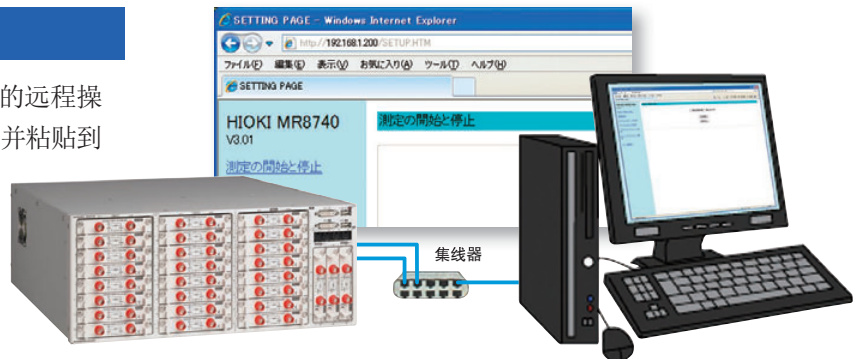 的远程操
并粘贴到
SETTING PAGE - Windows Internet Explorer
http://192.168.1.200/SETUP.HTM
ファイル(F) 編集(E) 表示(V) お気に入り(A) ツール(T) ヘルプ(H)
SETTING PAGE
HIOKI MR8740
V3.01
測定の開始と停止
測定の開始と停止
集线器